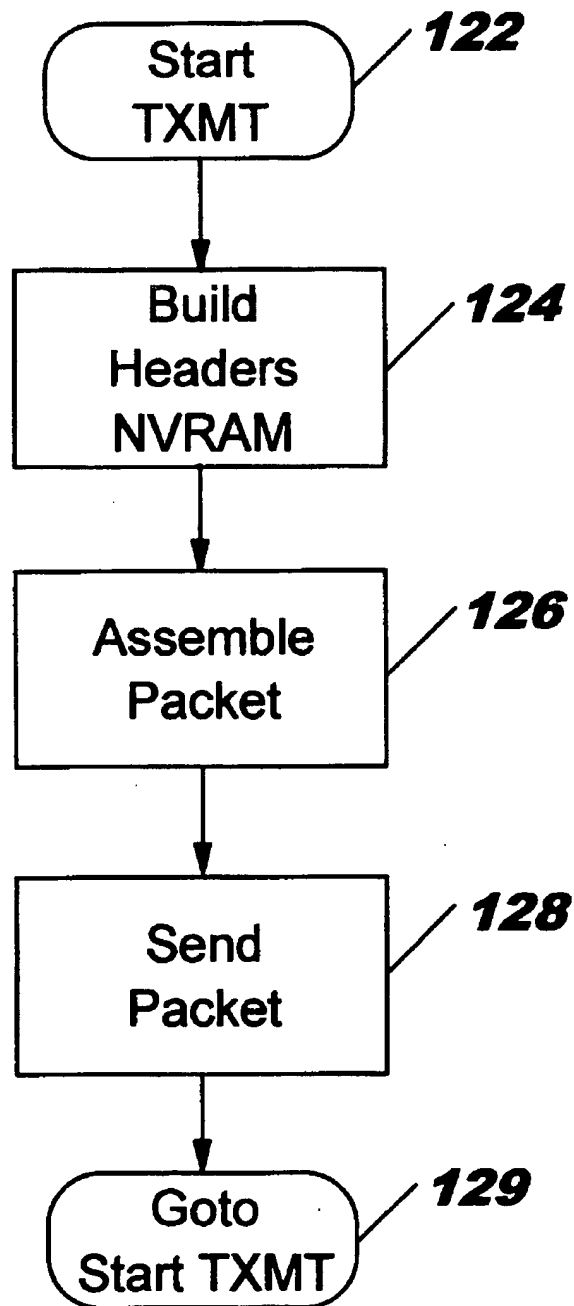 Start
TXMT
122
Build
Headers
NVRAM
124
Assemble
Packet
126
Send
Packet
128
Goto
Start TXMT
129